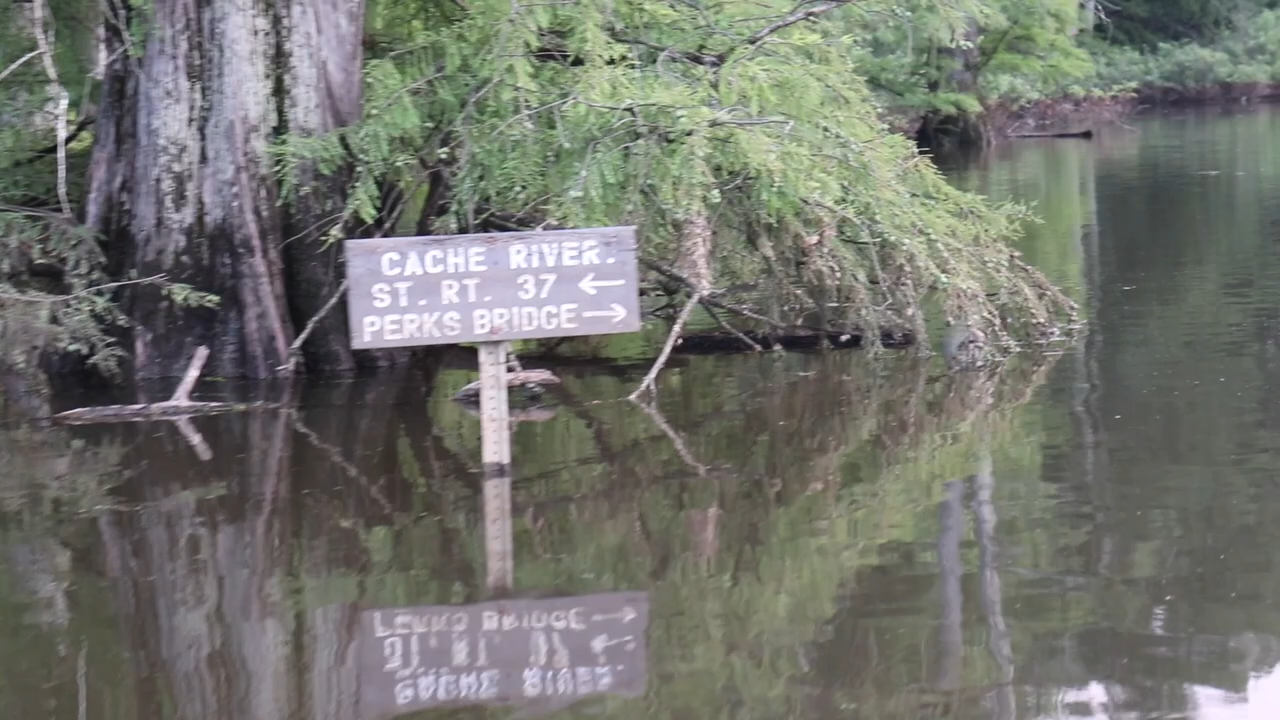 CACHE RIVER.
ST. RT. 37 ←
PERKS BRIDGE →